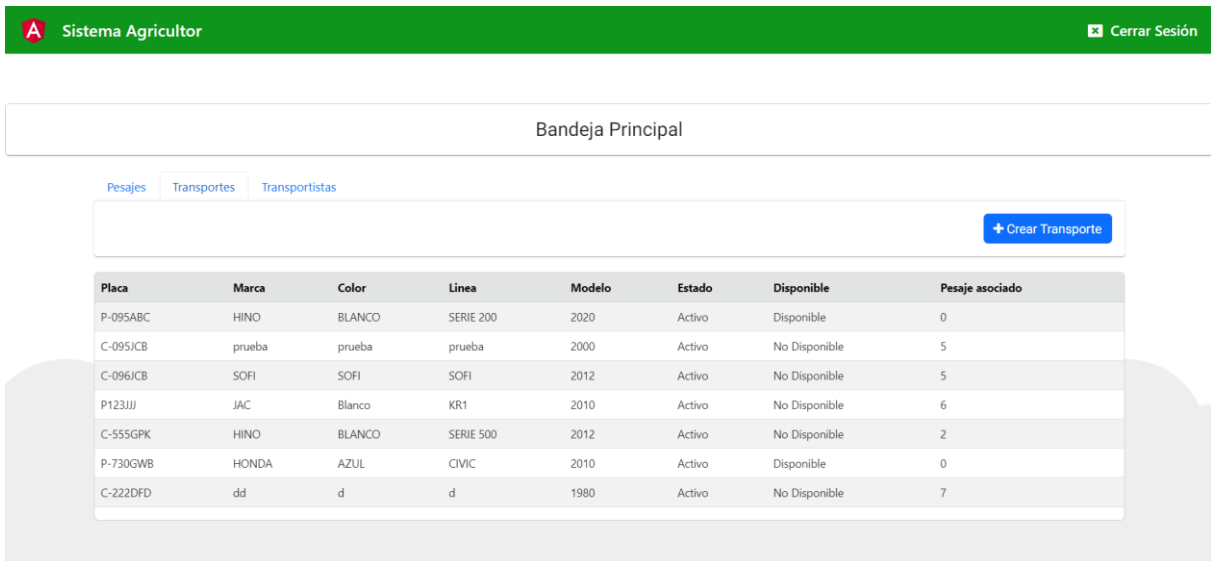 Sistema Agricultor Cerrar Sesión
Bandeja Principal
Pesajes Transportes Transportistas
Crear Transporte
Placa Marca Color Linea Modelo Estado Disponible Pesaje asociado
P-095ABC HINO BLANCO SERIE 200 2020 Activo Disponible 0
C-095JCB prueba prueba prueba 2000 Activo No Disponible 5
C-096JCB SOFI SOFI SOFI 2012 Activo No Disponible 5
P123JJJ JAC Blanco KR1 2010 Activo No Disponible 6
C-555GPK HINO BLANCO SERIE 500 2012 Activo No Disponible 2
P-730GWB HONDA AZUL CIVIC 2010 Activo Disponible 0
C-222DFD dd d d 1980 Activo No Disponible 7